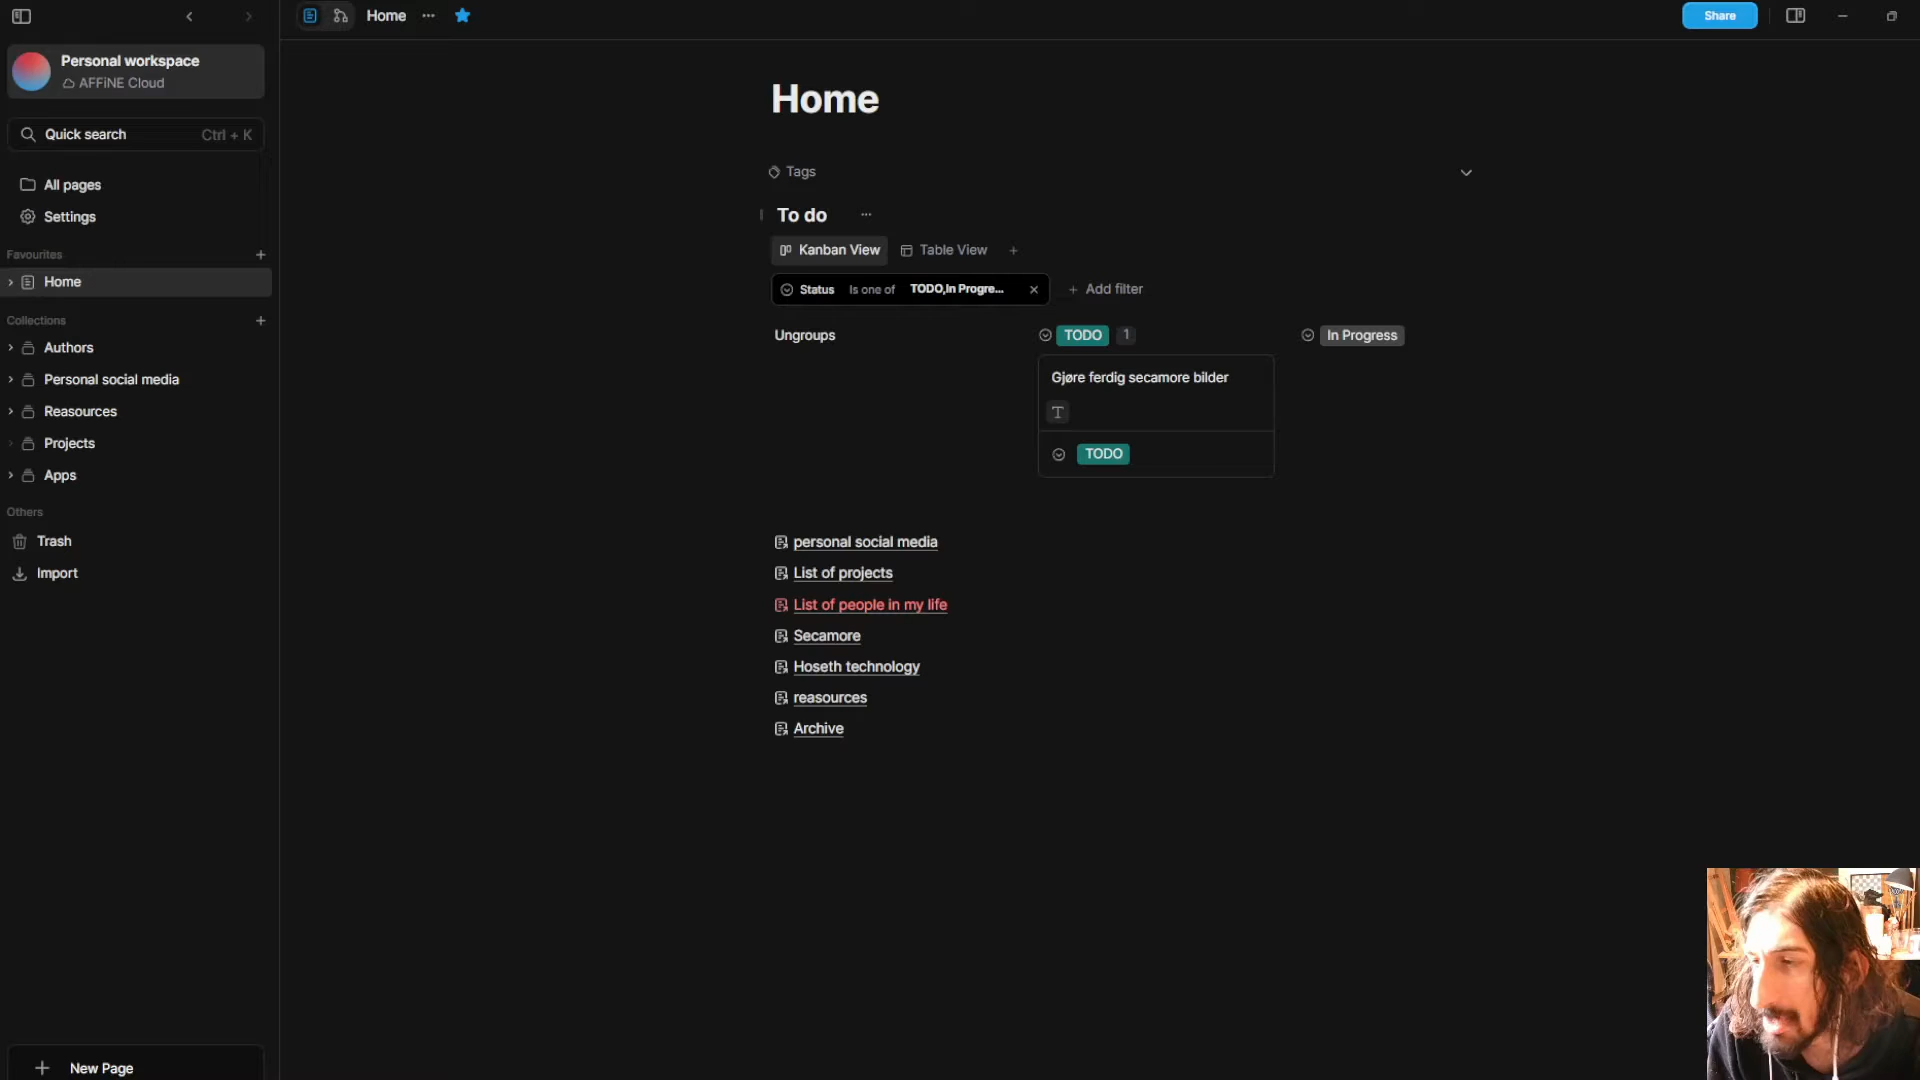 Home
Share
Personal workspace
AFFiNE Cloud
Quick search Ctrl + K
All pages
Settings
Favourites
Home
Collections
Authors
Personal social media
Reasources
Projects
Apps
Others
Trash
Import
New Page
Home
Tags
To do
Kanban View Table View
Status Is one of TODO,In Progre... Add filter
Ungroups TODO 1 In Progress
Gjøre ferdig secamore bilder
TODO
personal social media
List of projects
List of people in my life
Secamore
Hoseth technology
reasources
Archive